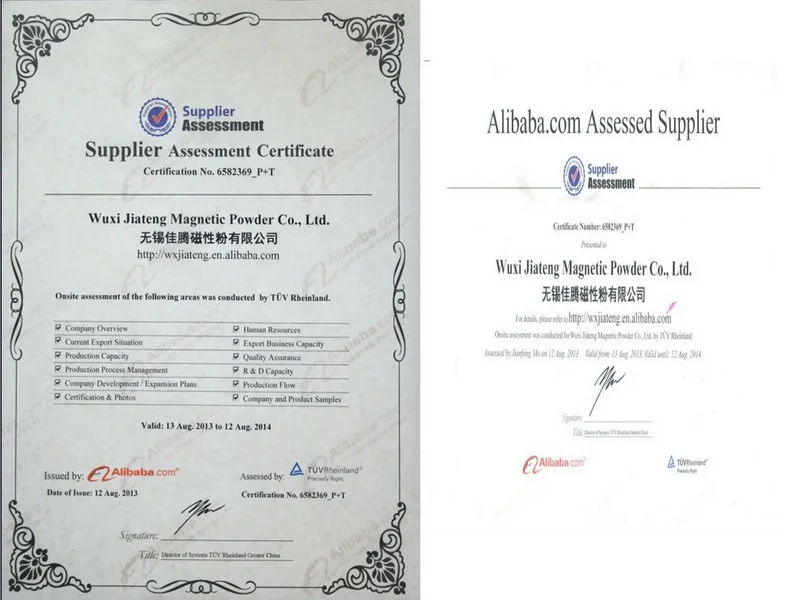 Supplier
Assessment
Supplier Assessment Certificate
Certification No. 6582369_P+T
Wuxi Jiateng Magnetic Powder Co., Ltd.
无锡佳腾磁性粉有限公司
http://wxjiateng.en.alibaba.com
Onsite assessment of the following areas was conducted by TÜV Rheinland.
Company Overview
Human Resources
Current Export Situation
Export Business Capacity
Production Capacity
Quality Assurance
Production Process Management
R & D Capacity
Company Development / Expansion Plans
Production Flow
Certification & Photos
Company and Product Samples
Valid: 13 Aug. 2013 to 12 Aug. 2014
Issued by: Alibaba.com®
Assessed by: TÜVRheinland®
Precisely Right.
Date of Issue: 12 Aug. 2013
Certification No. 6582369_P+T
Signature:
Title: Director of Systems TÜV Rheinland Greater China
Alibaba.com Assessed Supplier
Supplier
Assessment
Certificate Number: 6582369_P+T
Presented to
Wuxi Jiateng Magnetic Powder Co., Ltd.
无锡佳腾磁性粉有限公司
For details, please refer to http://wxjiateng.en.alibaba.com
Onsite assessment was conducted for Wuxi Jiateng Magnetic Powder Co., Ltd. by TÜV Rheinland
Assessed by Jianfeng Mo on 12 Aug. 2013 Valid from: 13 Aug. 2013, Valid until: 12 Aug. 2014
Signature:
Title: Director of Systems TÜV Rheinland Greater China
Alibaba.com®
TÜVRheinland®
Precisely Right.